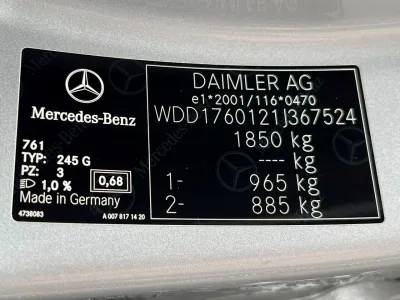 Mercedes-Benz
761
TYP: 245 G
PZ: 3
1,0 % 0,68
Made in Germany
4738083
A 007 817 14 20
DAIMLER AG
e1*2001/116*0470
WDD1760121J367524
1850 kg
---- kg
1- 965 kg
2- 885 kg